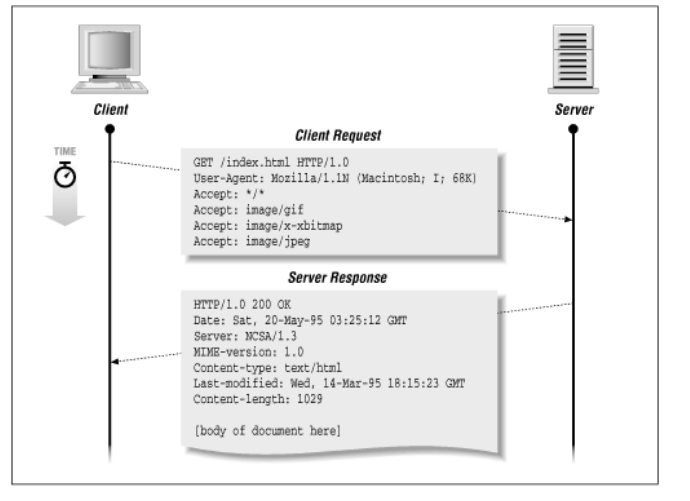 Client
Server
TIME
Client Request
GET /index.html HTTP/1.0
User-Agent: Mozilla/1.1N (Macintosh; I; 68K)
Accept: */*
Accept: image/gif
Accept: image/x-xbitmap
Accept: image/jpeg
Server Response
HTTP/1.0 200 OK
Date: Sat, 20-May-95 03:25:12 GMT
Server: NCSA/1.3
MIME-version: 1.0
Content-type: text/html
Last-modified: Wed, 14-Mar-95 18:15:23 GMT
Content-length: 1029
[body of document here]